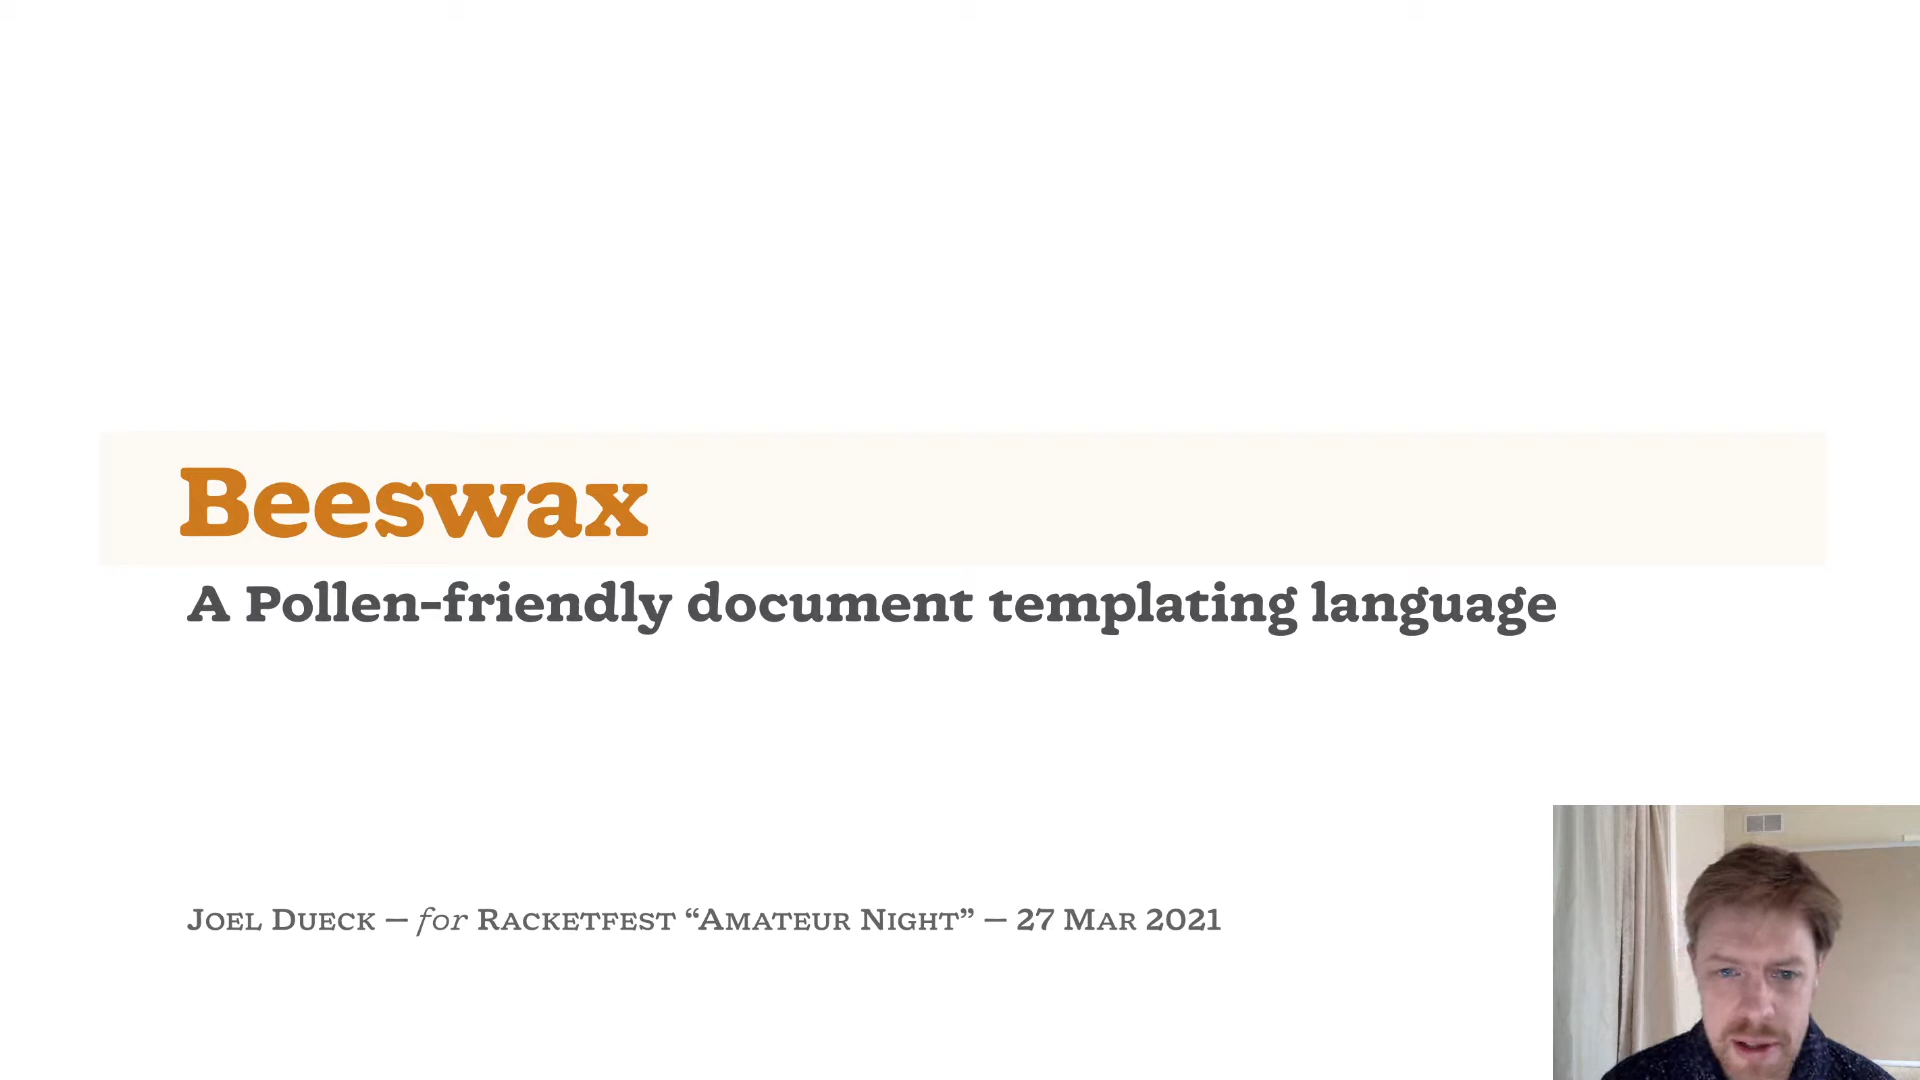 Beeswax
A Pollen-friendly document templating language
Joel Dueck — for Racketfest “Amateur Night” — 27 Mar 2021